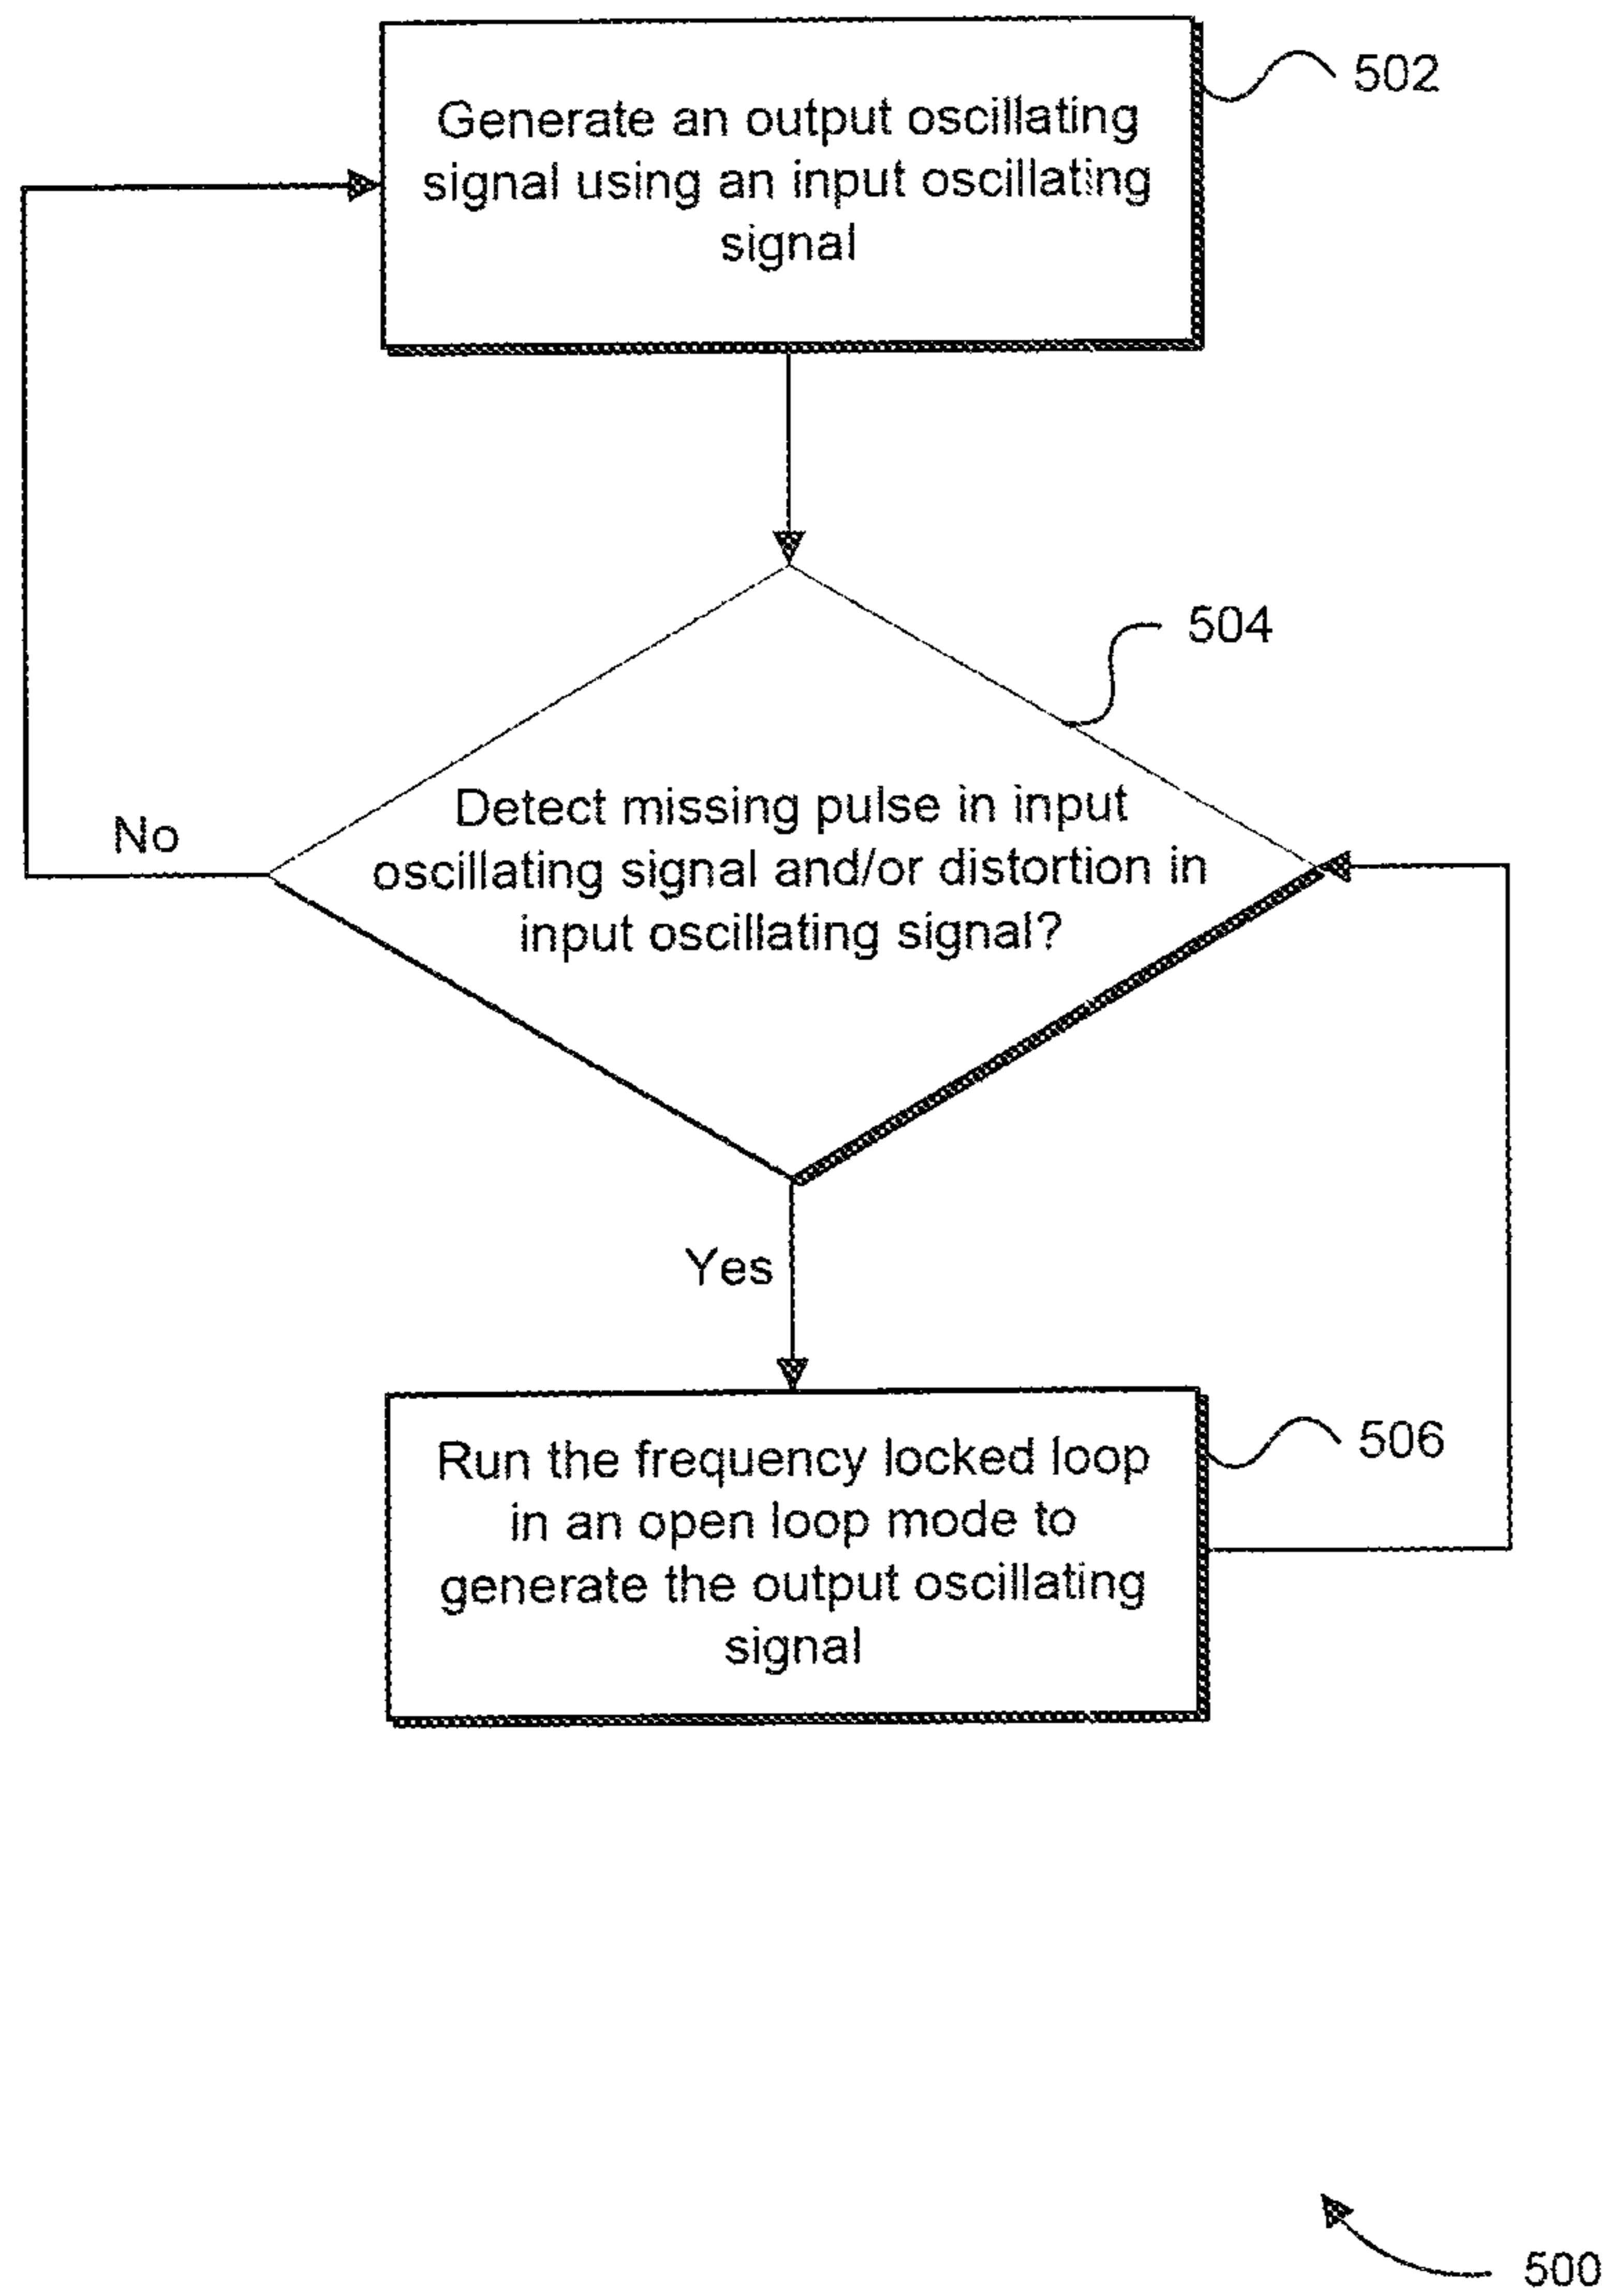 502
Generate an output oscillating
signal using an input oscillating
signal
504
Detect missing pulse in input
oscillating signal and/or distortion in
input oscillating signal?
No
Yes
506
Run the frequency locked loop
in an open loop mode to
generate the output oscillating
signal
500